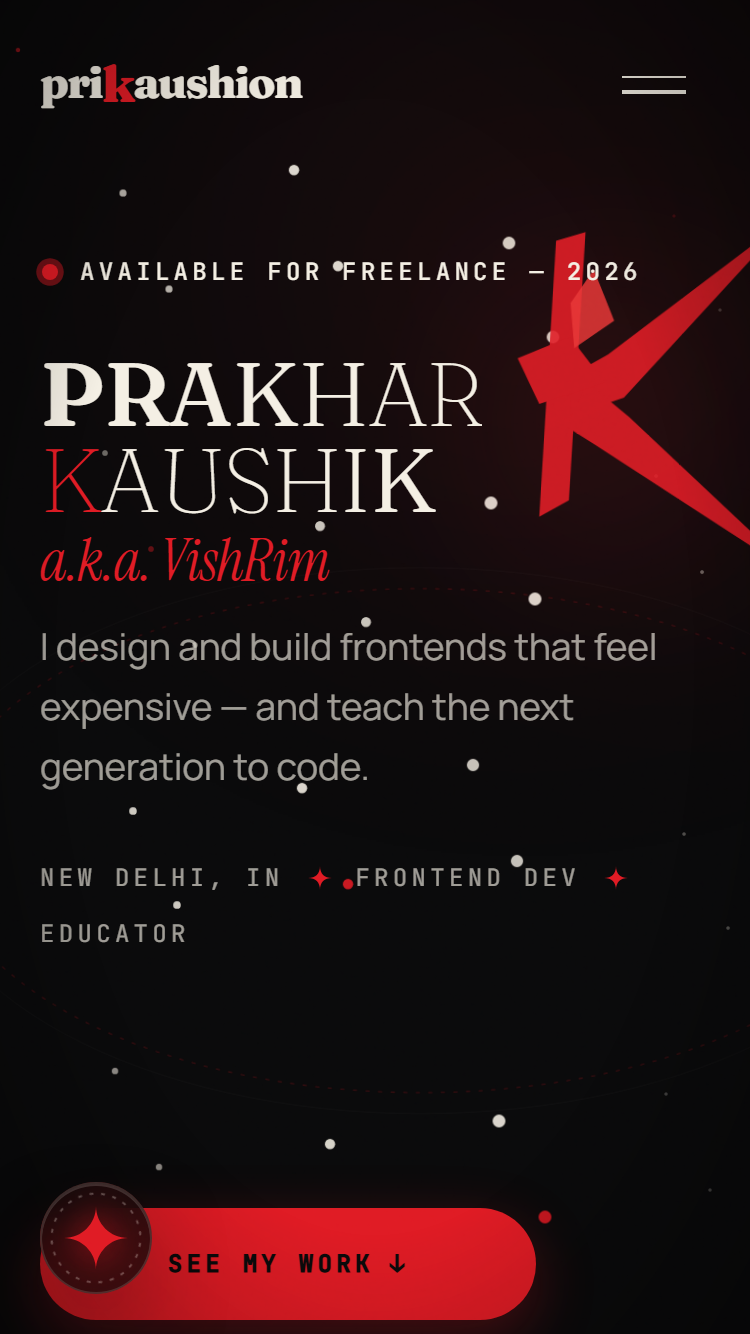 prikaushion
AVAILABLE FOR FREELANCE — 2026
PRAKHAR
KAUSHIK
a.k.a. VishRim
I design and build frontends that feel
expensive — and teach the next
generation to code.
NEW DELHI, IN ✦ FRONTEND DEV ✦
EDUCATOR
SEE MY WORK ↓